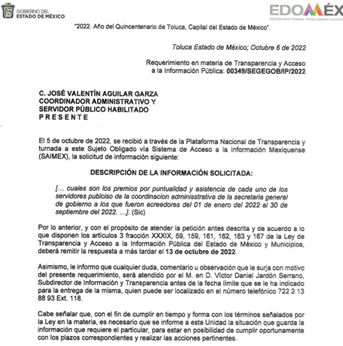 GOBIERNO DEL
ESTADO DE MÉXICO
EDOMÉX
"2022. Año del Quincentenario de Toluca, Capital del Estado de México".
Toluca Estado de México; Octubre 6 de 2022
Requerimiento en materia de Transparencia y Acceso
a la Información Pública: 00349/SEGEGOB/IP/2022
C. JOSÉ VALENTÍN AGUILAR GARZA
COORDINADOR ADMINISTRATIVO Y
SERVIDOR PÚBLICO HABILITADO
P R E S E N T E
El 5 de octubre de 2022, se recibió a través de la Plataforma Nacional de Transparencia y
turnada a este Sujeto Obligado vía Sistema de Acceso a la Información Mexiquense
(SAIMEX), la solicitud de información siguiente:
DESCRIPCIÓN DE LA INFORMACIÓN SOLICITADA:
[… cuales son los premios por puntualidad y asistencia de cada uno de los
servidores publciso de la coordinacion administrativa de la secretaria general
de gobierno a los que fueron acreedores del 01 de enero del 2022 al 30 de
septiembre del 2022. …]. (Sic)
Por lo anterior, y con el propósito de atender la petición antes descrita y de acuerdo a lo
que disponen los artículos 3 fracción XXXIX, 59, 159, 161, 162, 163 y 167 de la Ley de
Transparencia y Acceso a la Información Pública del Estado de México y Municipios,
deberá remitir la respuesta a más tardar el 13 de octubre de 2022.
Asimismo, le informo que cualquier duda, comentario u observación que le surja con motivo
del presente requerimiento, será atendido por el M. en D. Víctor Daniel Jardón Serrano,
Subdirector de Información y Transparencia antes de la fecha límite que se le ha indicado
para la entrega de la misma, quien puede ser localizado en el número telefónico 722 2 13
88 93 Ext. 118.
Cabe señalar que, con el fin de cumplir en tiempo y forma con los términos señalados por
la Ley en la materia, es necesario que se informe a esta Unidad la situación que guarda la
información que requiere el particular, para estar en posibilidad de cumplir oportunamente
con los plazos correspondientes y realizar las acciones pertinentes.